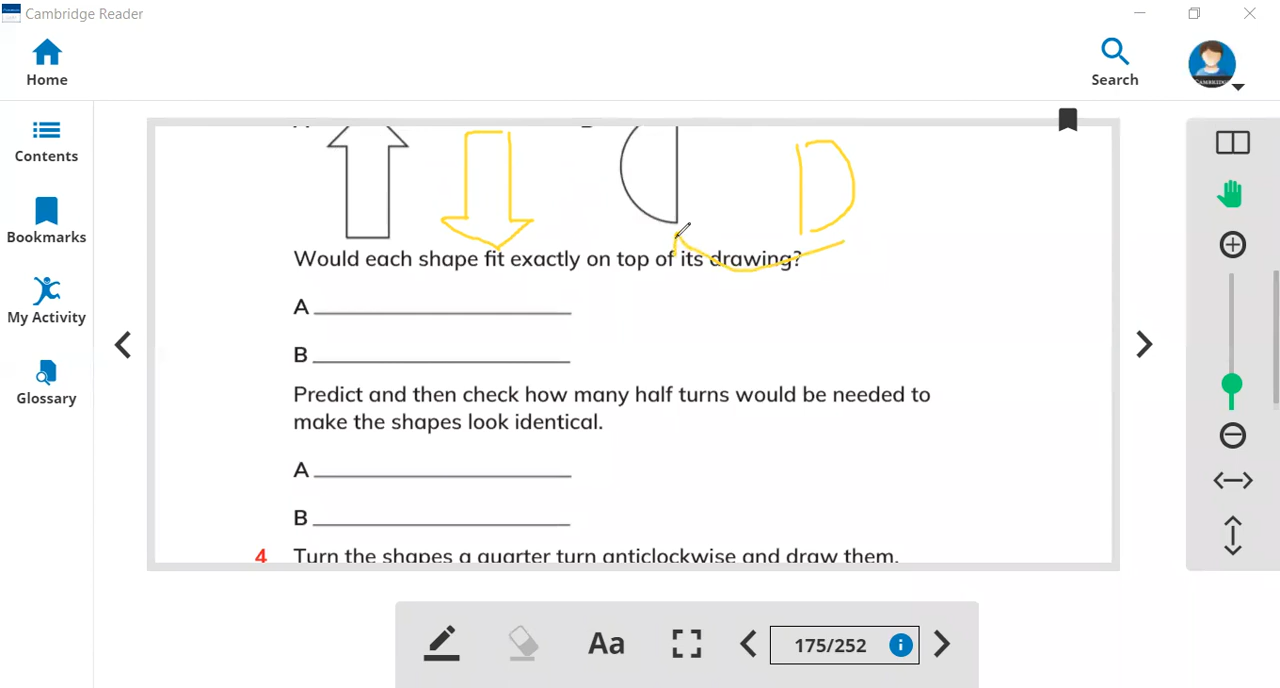 Cambridge Reader
Home
Search
Contents
Bookmarks
My Activity
Glossary
Would each shape fit exactly on top of its drawing?
A
B
Predict and then check how many half turns would be needed to
make the shapes look identical.
A
B
4 Turn the shapes a quarter turn anticlockwise and draw them.
Aa
175/252